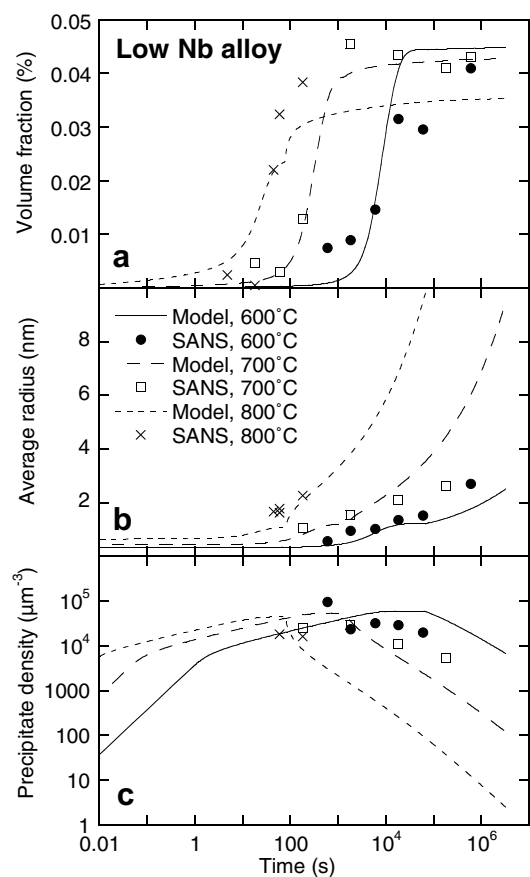 0.05
Low Nb alloy
0.04
0.03
0.02
0.01
Volume fraction (%)
a
8
6
4
2
Average radius (nm)
Model, 600˚C
SANS, 600˚C
Model, 700˚C
SANS, 700˚C
Model, 800˚C
SANS, 800˚C
b
10⁵
10⁴
1000
100
10
1
Precipitate density (µm⁻³)
c
0.01 1 100 10⁴ 10⁶
Time (s)